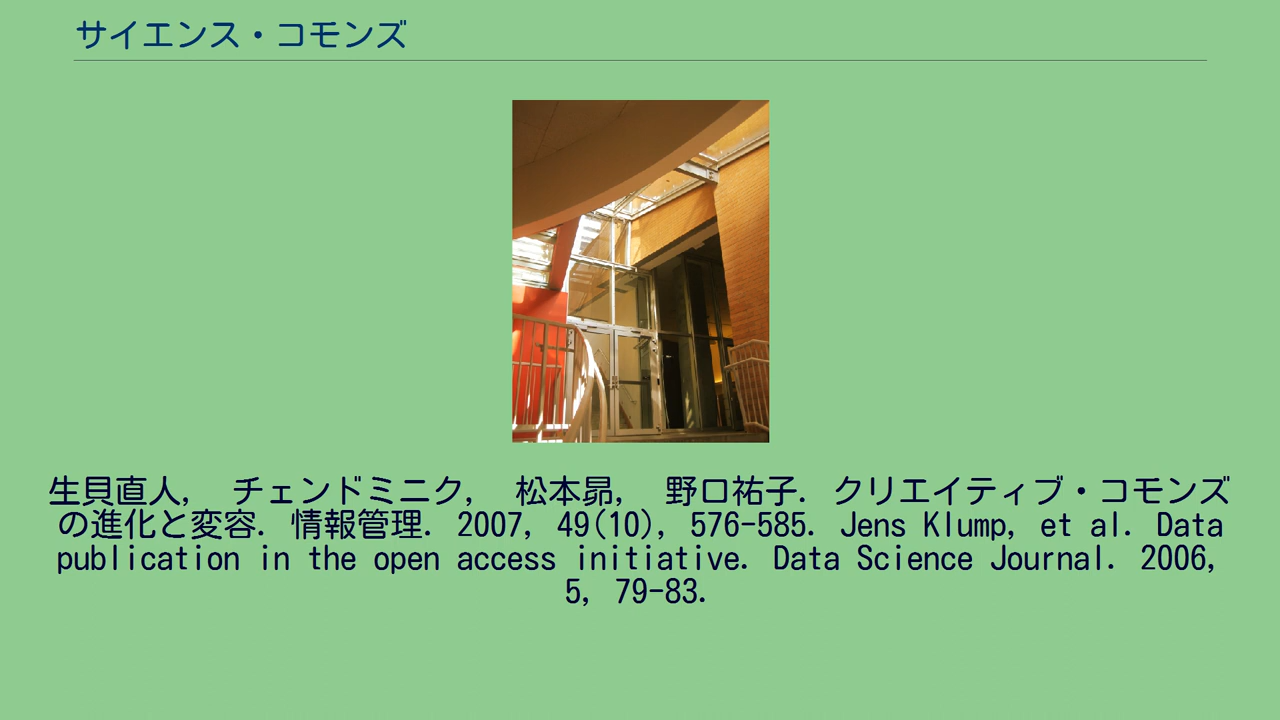 サイエンス・コモンズ
生貝直人, チェンドミニク, 松本昴, 野口祐子. クリエイティブ・コモンズ
の進化と変容. 情報管理. 2007, 49(10), 576-585. Jens Klump, et al. Data
publication in the open access initiative. Data Science Journal. 2006,
5, 79-83.